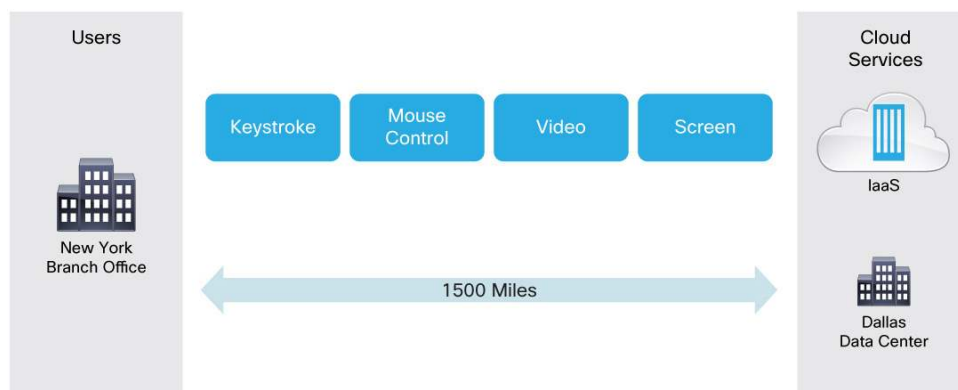 Users
Cloud
Services
Keystroke
Mouse
Control
Video
Screen
IaaS
New York
Branch Office
1500 Miles
Dallas
Data Center